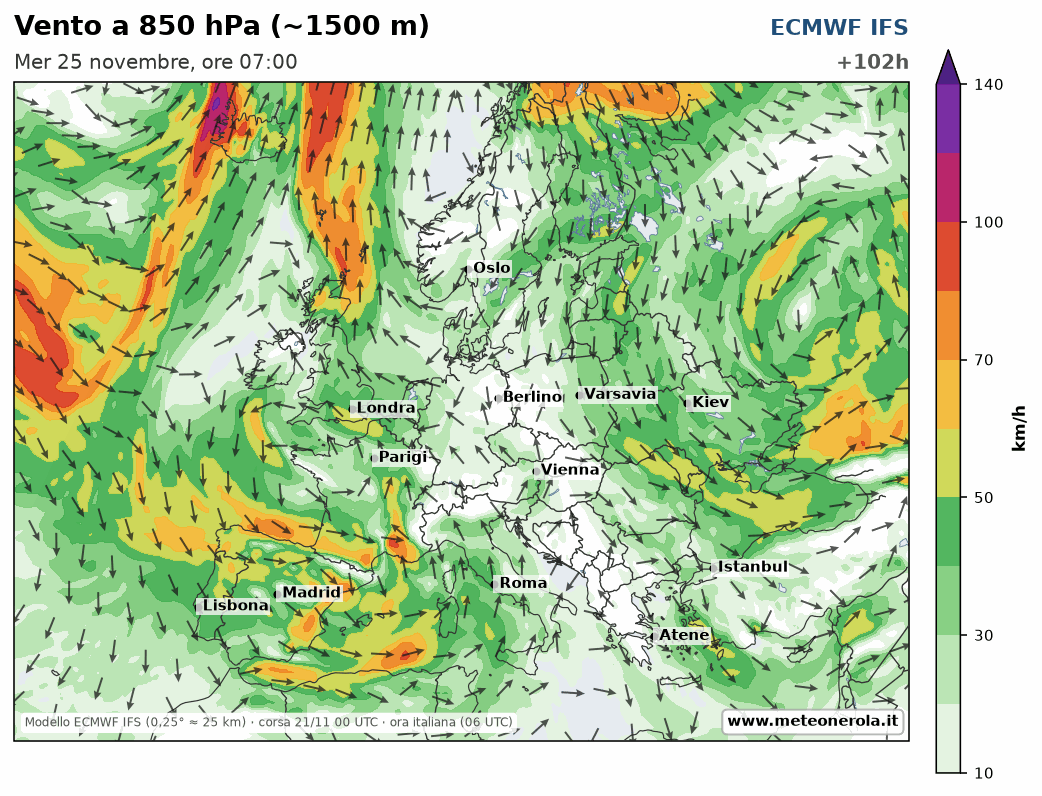 Vento a 850 hPa (~1500 m)
ECMWF IFS
Mer 25 novembre, ore 07:00
+102h
140
100
70
50
30
10
km/h
Oslo
Berlino
Varsavia
Kiev
Londra
Parigi
Vienna
Istanbul
Roma
Madrid
Lisbona
Atene
Modello ECMWF IFS (0,25° ≈ 25 km) · corsa 21/11 00 UTC · ora italiana (06 UTC)
www.meteonerola.it